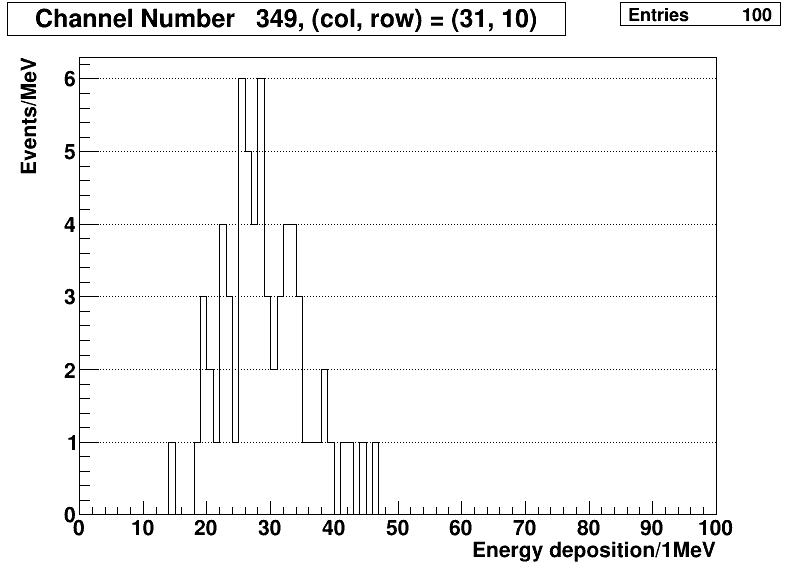 Channel Number 349, (col, row) = (31, 10)
Entries 100
Events/MeV
6
5
4
3
2
1
0
0 10 20 30 40 50 60 70 80 90 100
Energy deposition/1MeV